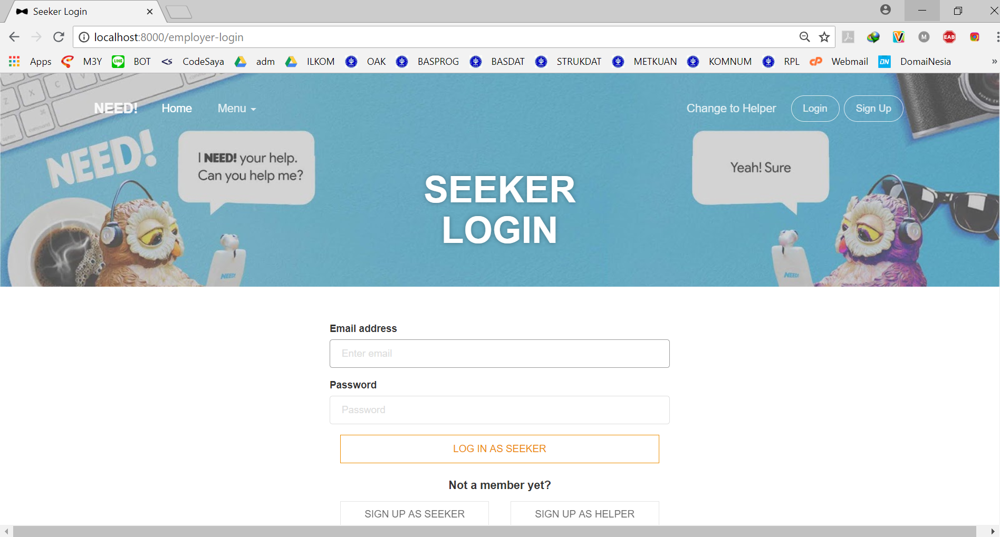 Seeker Login
localhost:8000/employer-login
Apps M3Y BOT CodeSaya adm ILKOM OAK BASPROG BASDAT STRUKDAT METKUAN KOMNUM RPL Webmail DomaiNesia
NEED! Home Menu Change to Helper Login Sign Up
NEED!
I NEED! your help.
Can you help me?
Yeah! Sure
SEEKER
LOGIN
NEED!
NEED!
Email address
Enter email
Password
Password
LOG IN AS SEEKER
Not a member yet?
SIGN UP AS SEEKER SIGN UP AS HELPER